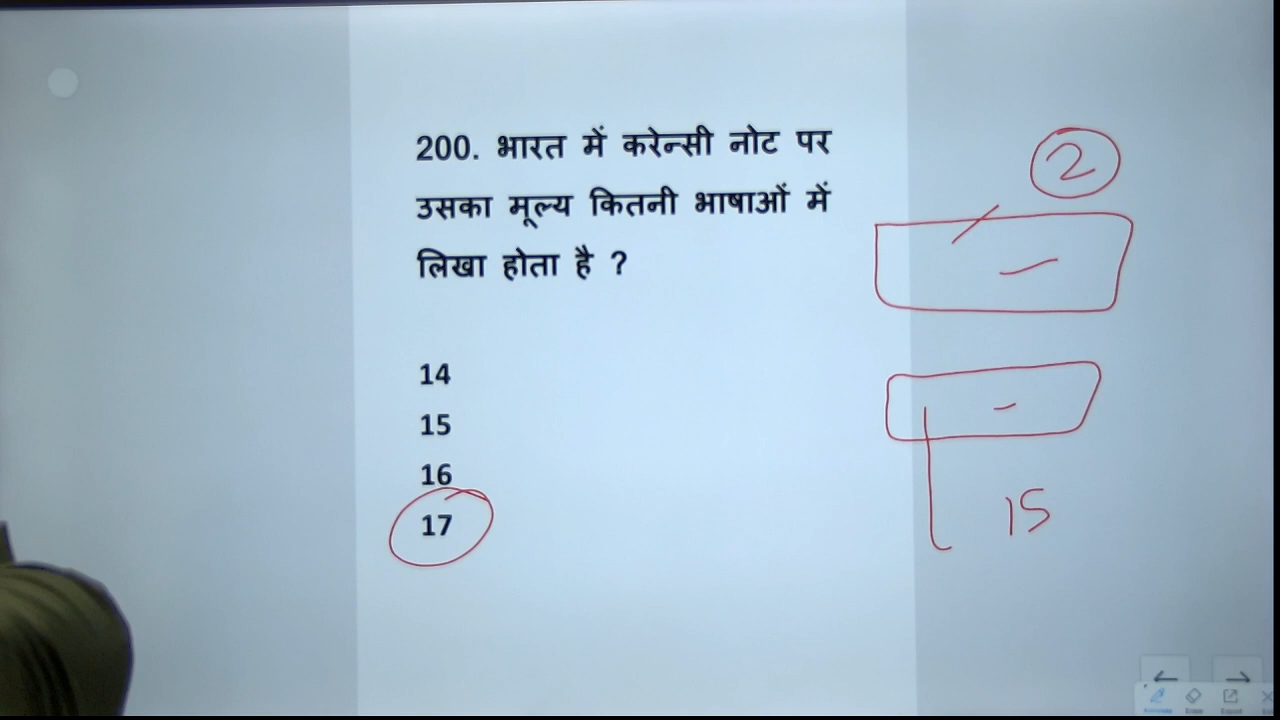 200. भारत में करेन्सी नोट पर
उसका मूल्य कितनी भाषाओं में
लिखा होता है ?
14
15
16
17
2
15